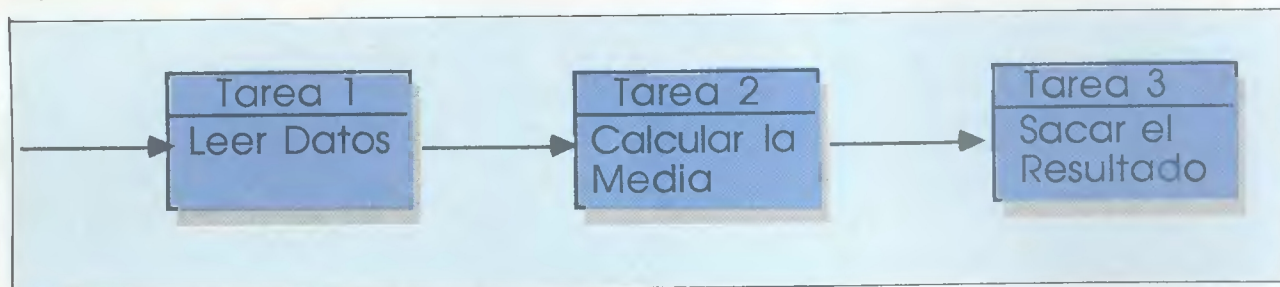 Tarea 1
Leer Datos
Tarea 2
Calcular la
Media
Tarea 3
Sacar el
Resultado